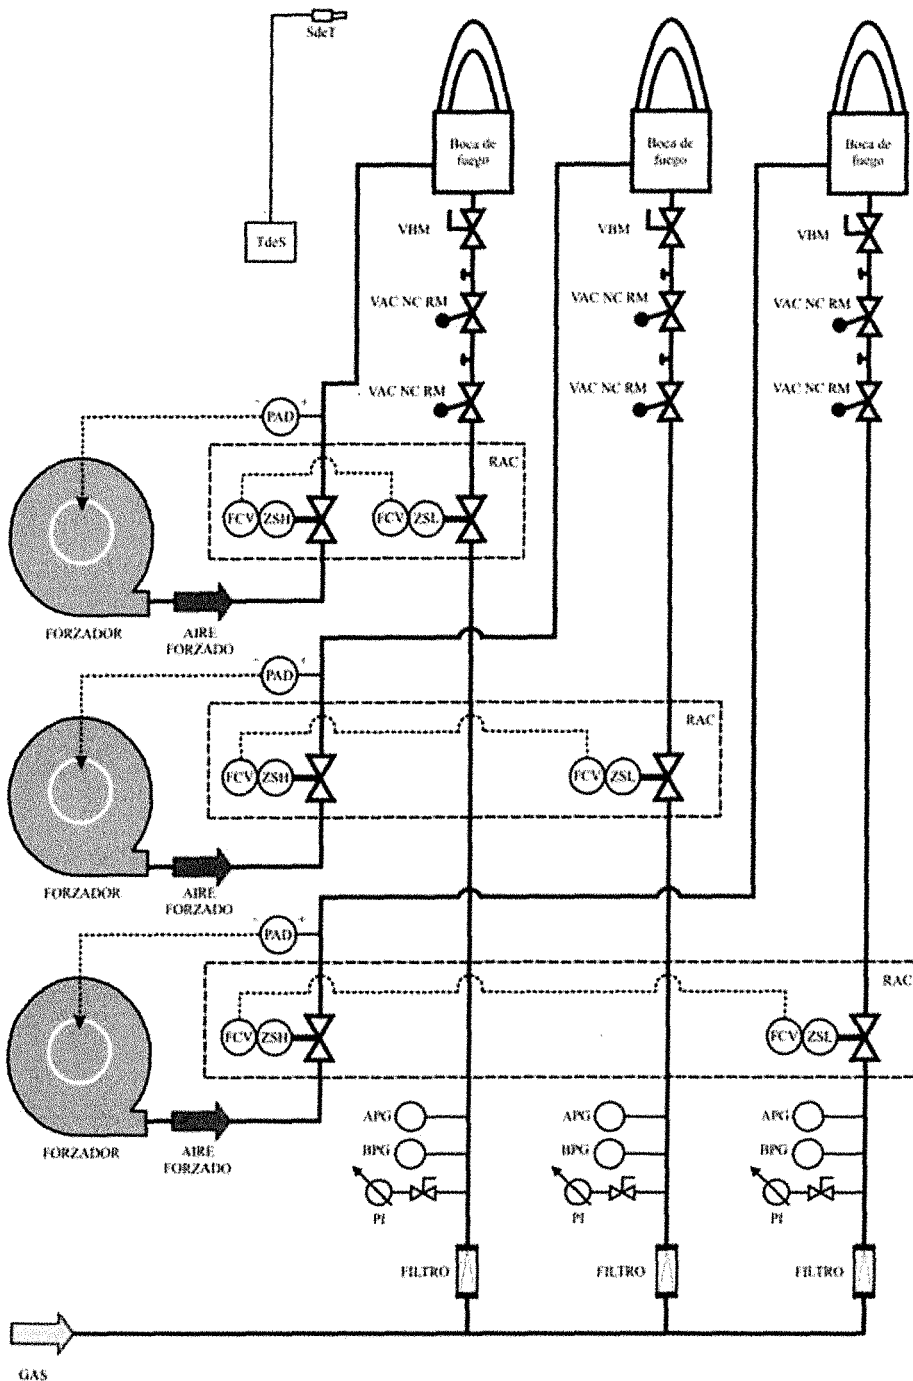 SdeT
Boca de
fuego
Boca de
fuego
Boca de
fuego
TdeS
VBM
VBM
VBM
VAC NC RM
VAC NC RM
VAC NC RM
VAC NC RM
VAC NC RM
VAC NC RM
- PAD +
RAC
FCV ZSH
FCV ZSL
FORZADOR
AIRE
FORZADO
- PAD +
RAC
FCV ZSH
FCV ZSL
FORZADOR
AIRE
FORZADO
- PAD +
RAC
FCV ZSH
FCV ZSL
FORZADOR
AIRE
FORZADO
APG
APG
APG
BPG
BPG
BPG
PI
PI
PI
FILTRO
FILTRO
FILTRO
GAS